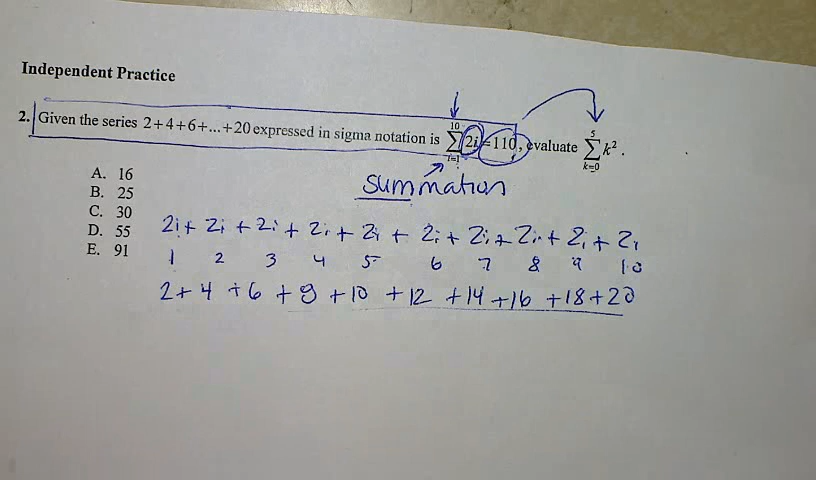 Independent Practice
2. Given the series 2+4+6+...+20 expressed in sigma notation is \sum_{i=1}^{10} 2i=110, evaluate \sum_{k=0}^{5} k².
A. 16
B. 25
C. 30
D. 55
E. 91
summation
2i+ 2i + 2i + 2i + 2i + 2i + 2i + 2i + 2i + 2i
1 2 3 4 5 6 7 8 9 10
2+ 4 + 6 + 8 + 10 + 12 + 14 + 16 + 18 + 20